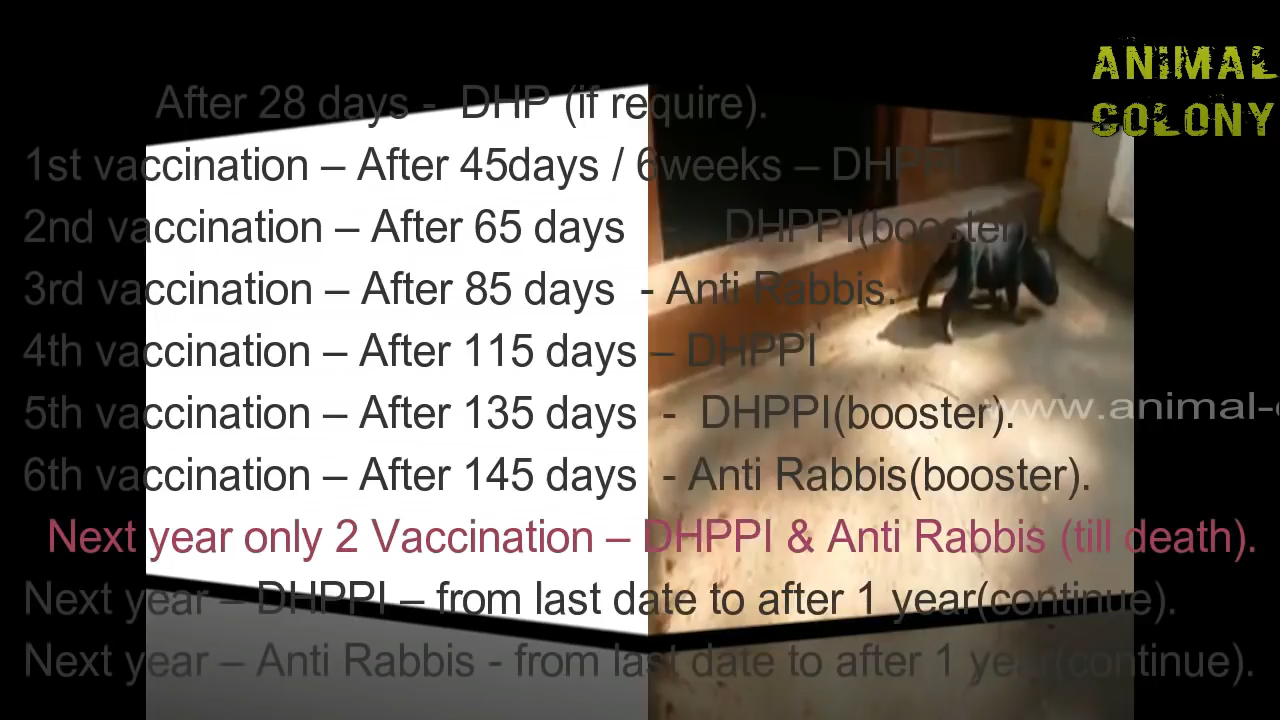 ANIMAL
COLONY
After 28 days - DHP (if require).
1st vaccination – After 45days / 6weeks – DHPPI
2nd vaccination – After 65 days - DHPPI(booster).
3rd vaccination – After 85 days - Anti Rabbis.
4th vaccination – After 115 days – DHPPI
5th vaccination – After 135 days - DHPPI(booster).
www.animal-
6th vaccination – After 145 days - Anti Rabbis(booster).
Next year only 2 Vaccination – DHPPI & Anti Rabbis (till death).
Next year – DHPPI – from last date to after 1 year(continue).
Next year – Anti Rabbis - from last date to after 1 year(continue).